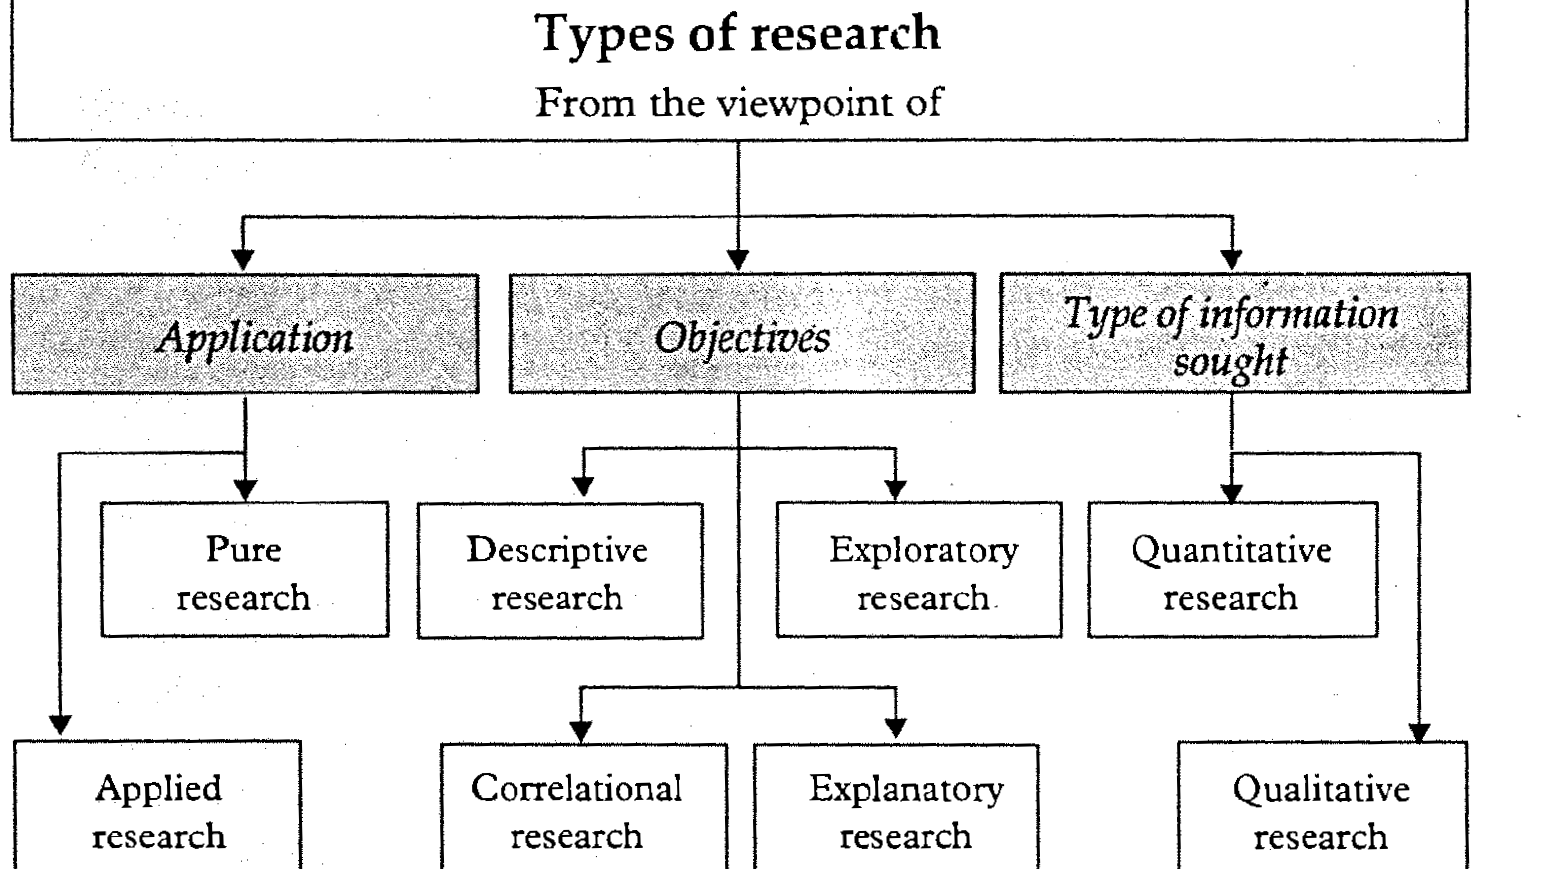 Types of research
From the viewpoint of
Application
Objectives
Type of information
sought
Pure
research
Descriptive
research
Exploratory
research
Quantitative
research
Applied
research
Correlational
research
Explanatory
research
Qualitative
research